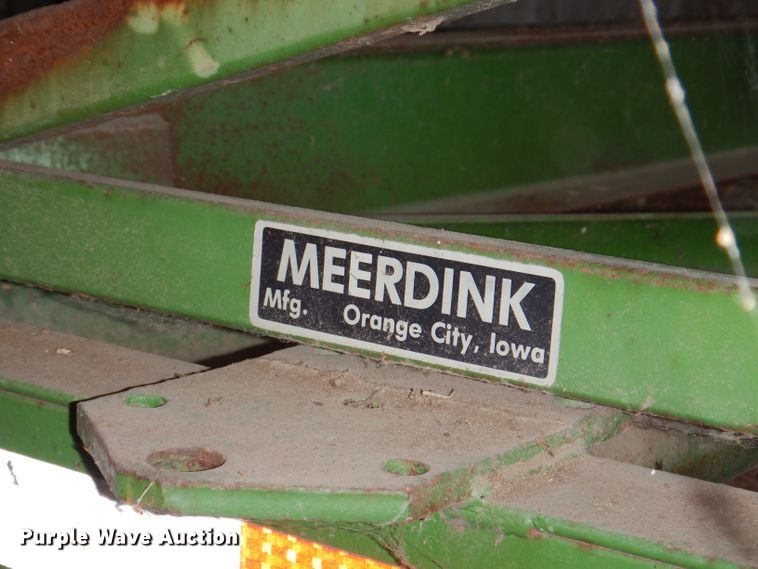 MEERDINK
Mfg. Orange City, Iowa
Purple Wave Auction